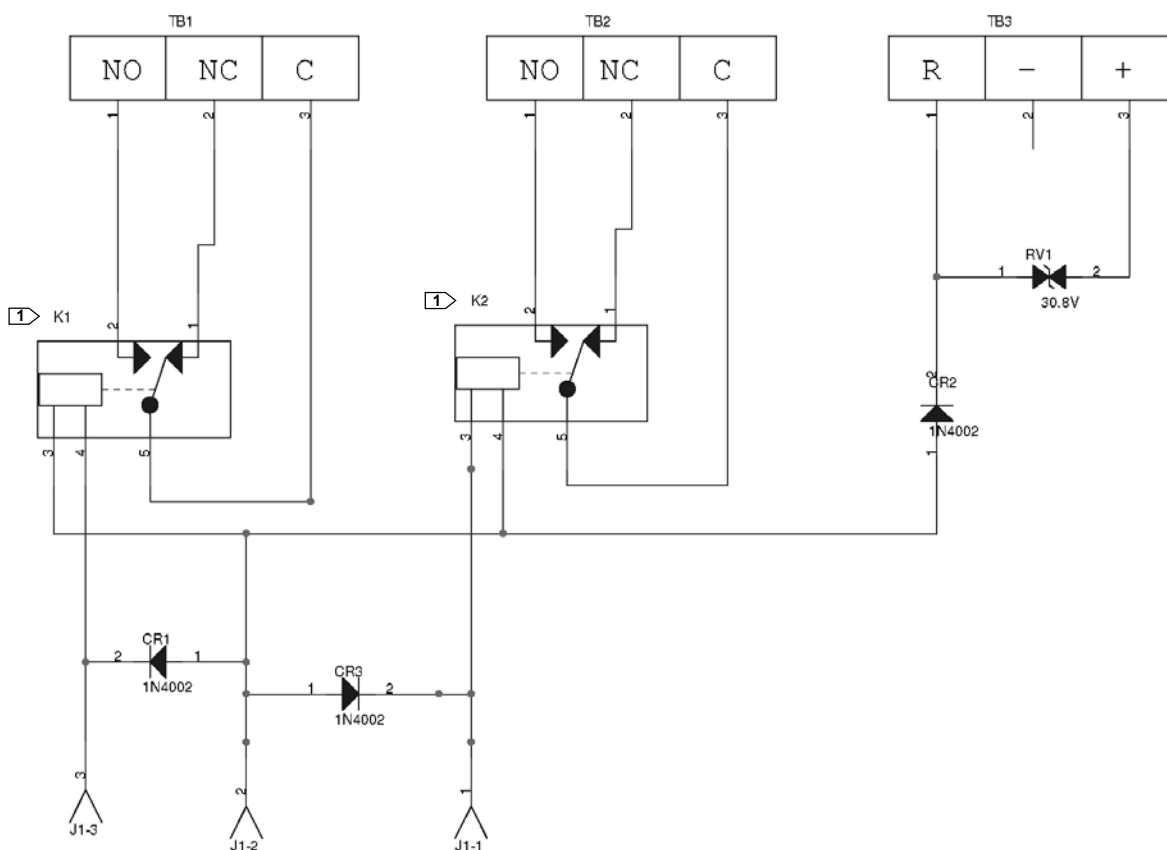 TB1 TB2 TB3
NO NC C NO NC C R - +
1 2 3 1 2 3 1 2 3
RV1
1 2
30.8V
1 K1 1 K2
2 1 2 1
2
CR2
1N4002
1
3 4 5 3 4 5
CR1
2 1
1N4002
CR3
1 2
1N4002
3 2 1
J1-3 J1-2 J1-1